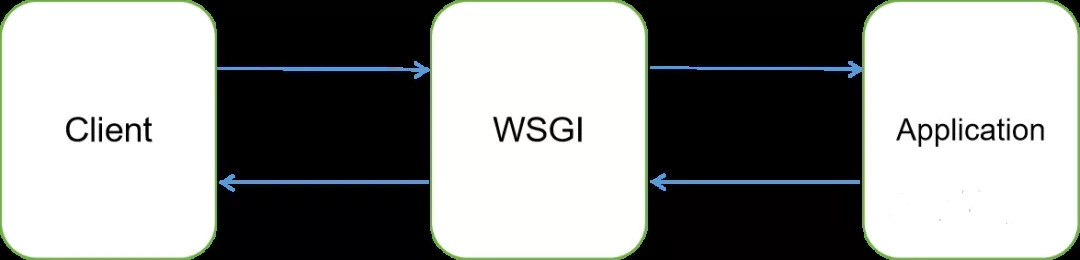 Client
WSGI
Application